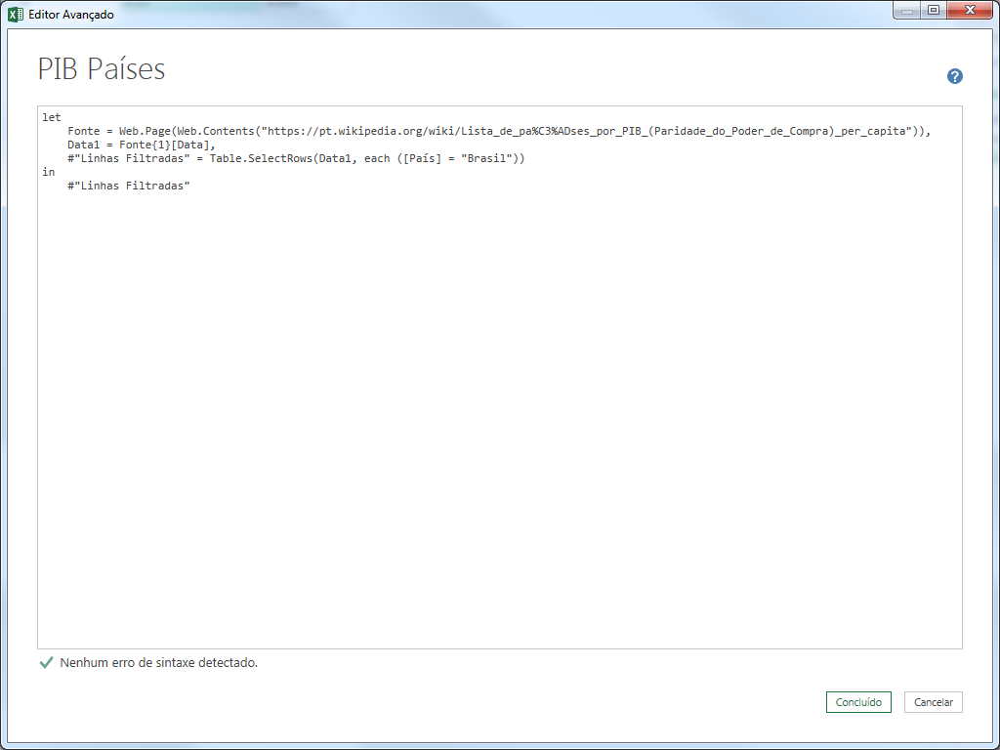 Editor Avançado
PIB Países
let
    Fonte = Web.Page(Web.Contents("https://pt.wikipedia.org/wiki/Lista_de_pa%C3%ADses_por_PIB_(Paridade_do_Poder_de_Compra)_per_capita")),
    Data1 = Fonte{1}[Data],
    #"Linhas Filtradas" = Table.SelectRows(Data1, each ([País] = "Brasil"))
in
    #"Linhas Filtradas"
Nenhum erro de sintaxe detectado.
Concluído Cancelar